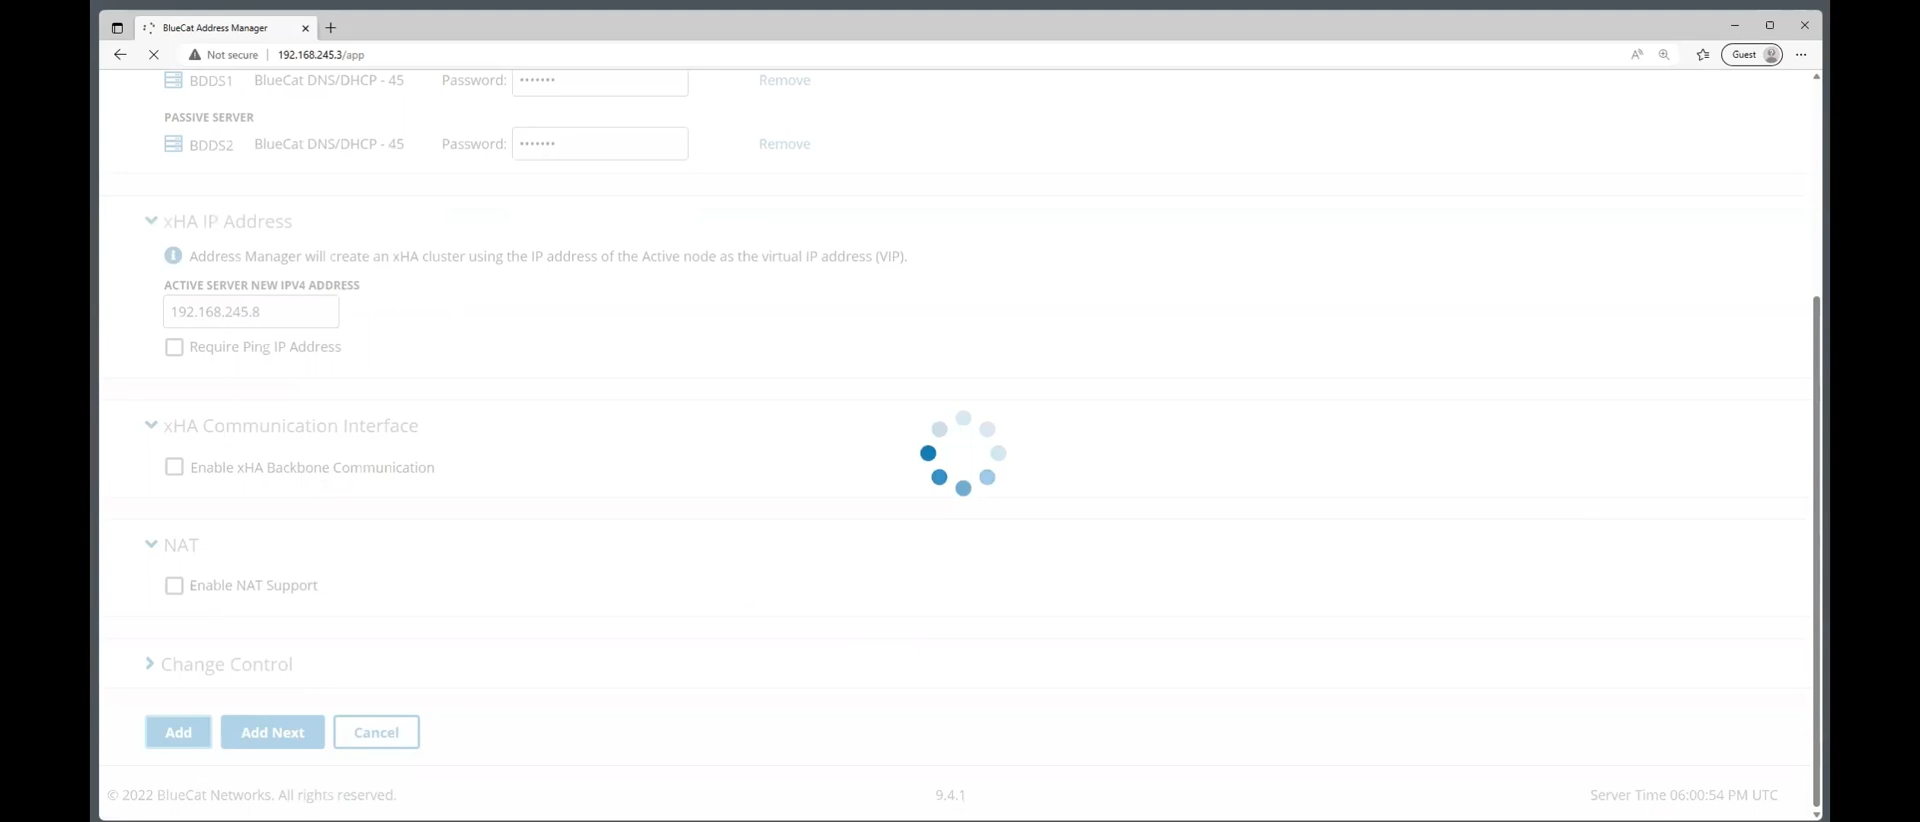 BlueCat Address Manager
Not secure
192.168.245.3/app
Guest
BDDS1 BlueCat DNS/DHCP - 45 Password: ••••••• Remove
PASSIVE SERVER
BDDS2 BlueCat DNS/DHCP - 45 Password: ••••••• Remove
xHA IP Address
Address Manager will create an xHA cluster using the IP address of the Active node as the virtual IP address (VIP).
ACTIVE SERVER NEW IPV4 ADDRESS
192.168.245.8
Require Ping IP Address
xHA Communication Interface
Enable xHA Backbone Communication
NAT
Enable NAT Support
Change Control
Add Add Next Cancel
© 2022 BlueCat Networks. All rights reserved. 9.4.1 Server Time 06:00:54 PM UTC